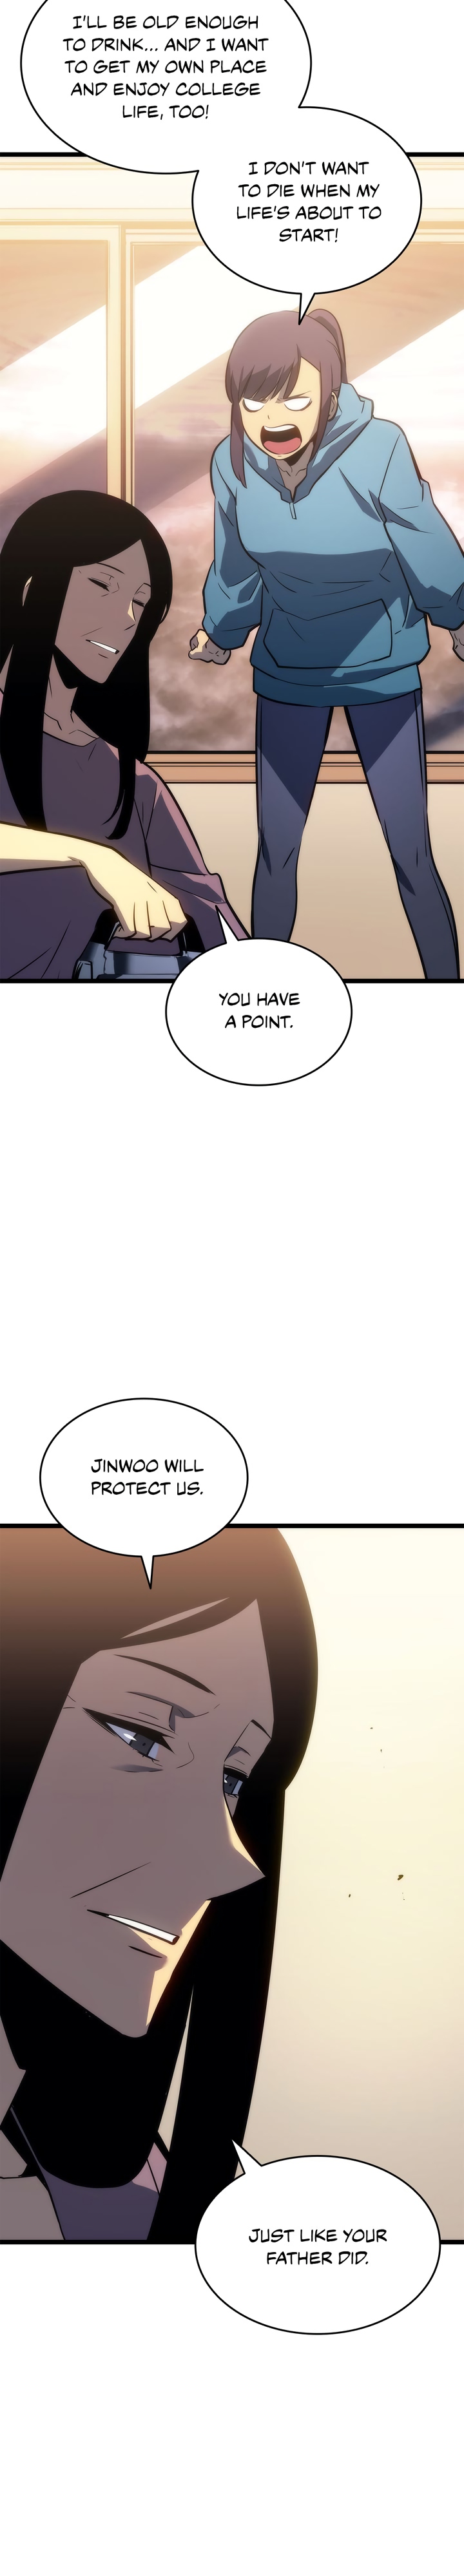 I'LL BE OLD ENOUGH
TO DRINK... AND I WANT
TO GET MY OWN PLACE
AND ENJOY COLLEGE
LIFE, TOO!
I DON'T WANT
TO DIE WHEN MY
LIFE'S ABOUT TO
START!
YOU HAVE
A POINT.
JINWOO WILL
PROTECT US.
JUST LIKE YOUR
FATHER DID.